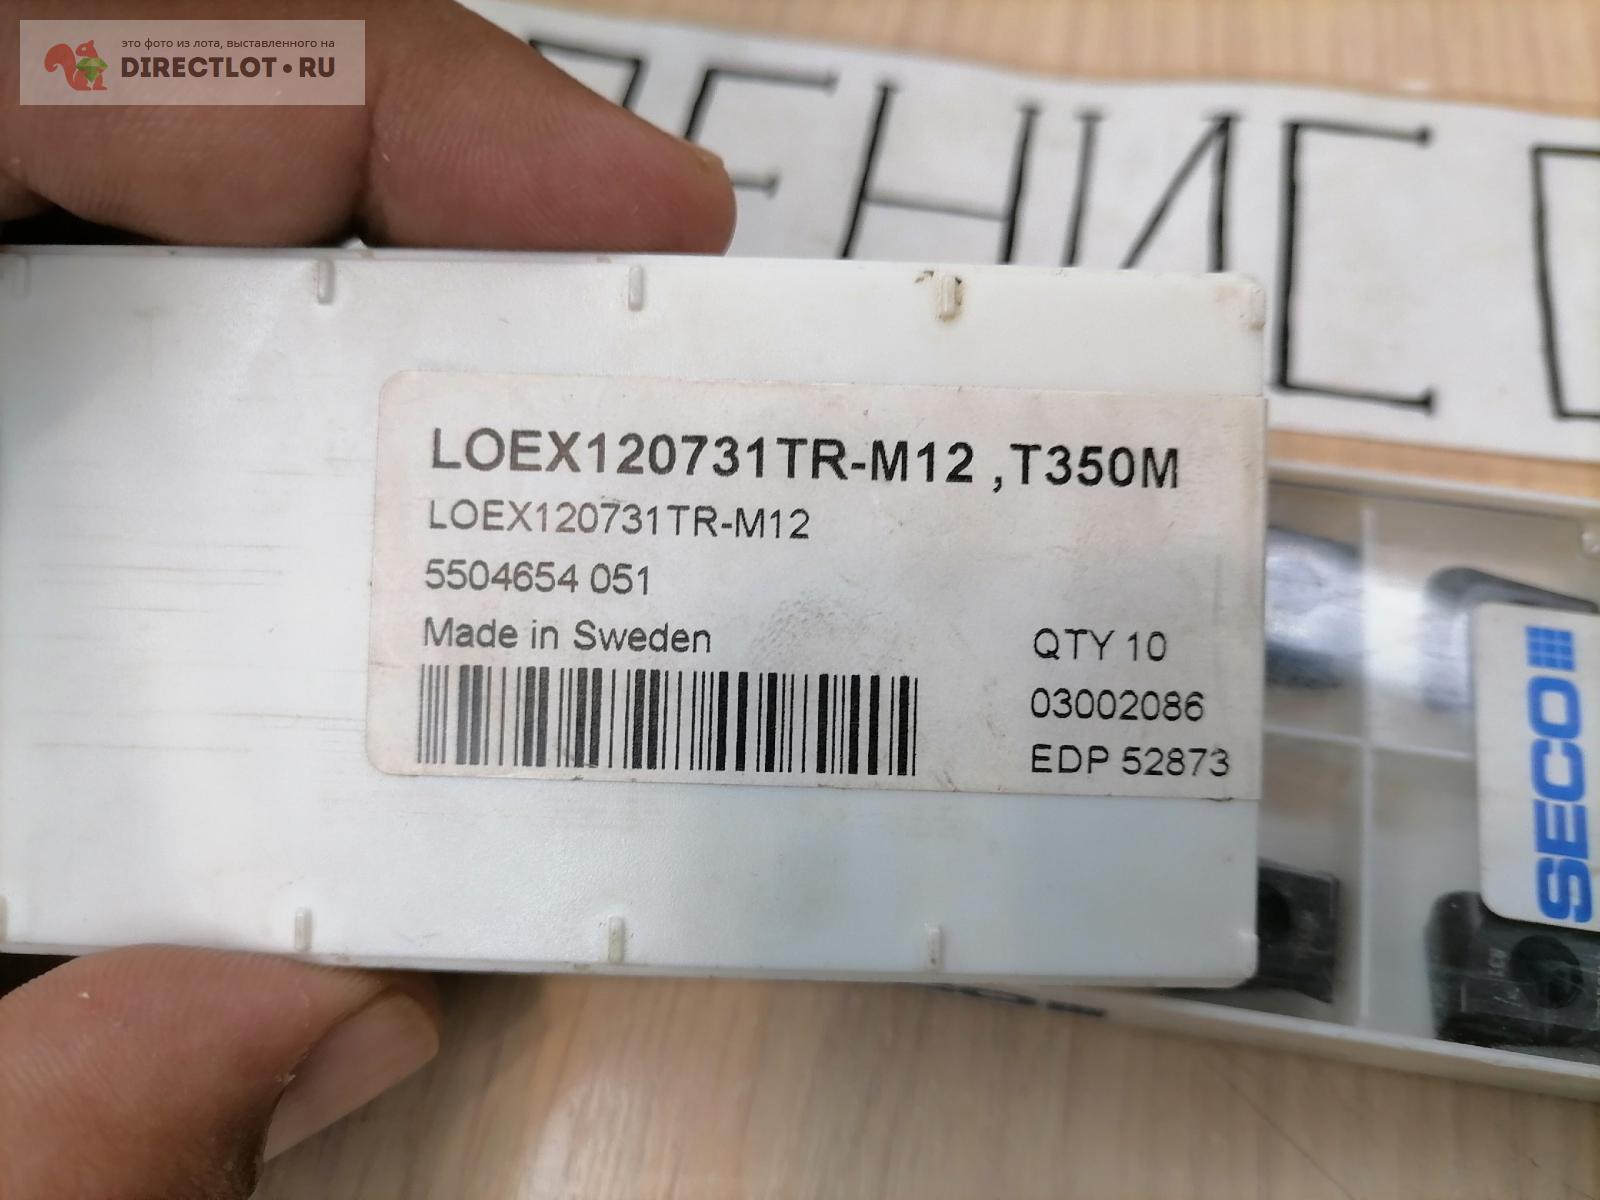 это фото из лота, выставленного на
DIRECTLOT.RU
ЕНИС
LOEX120731TR-M12 ,T350M
LOEX120731TR-M12
5504654 051
Made in Sweden
QTY 10
03002086
EDP 52873
SECO